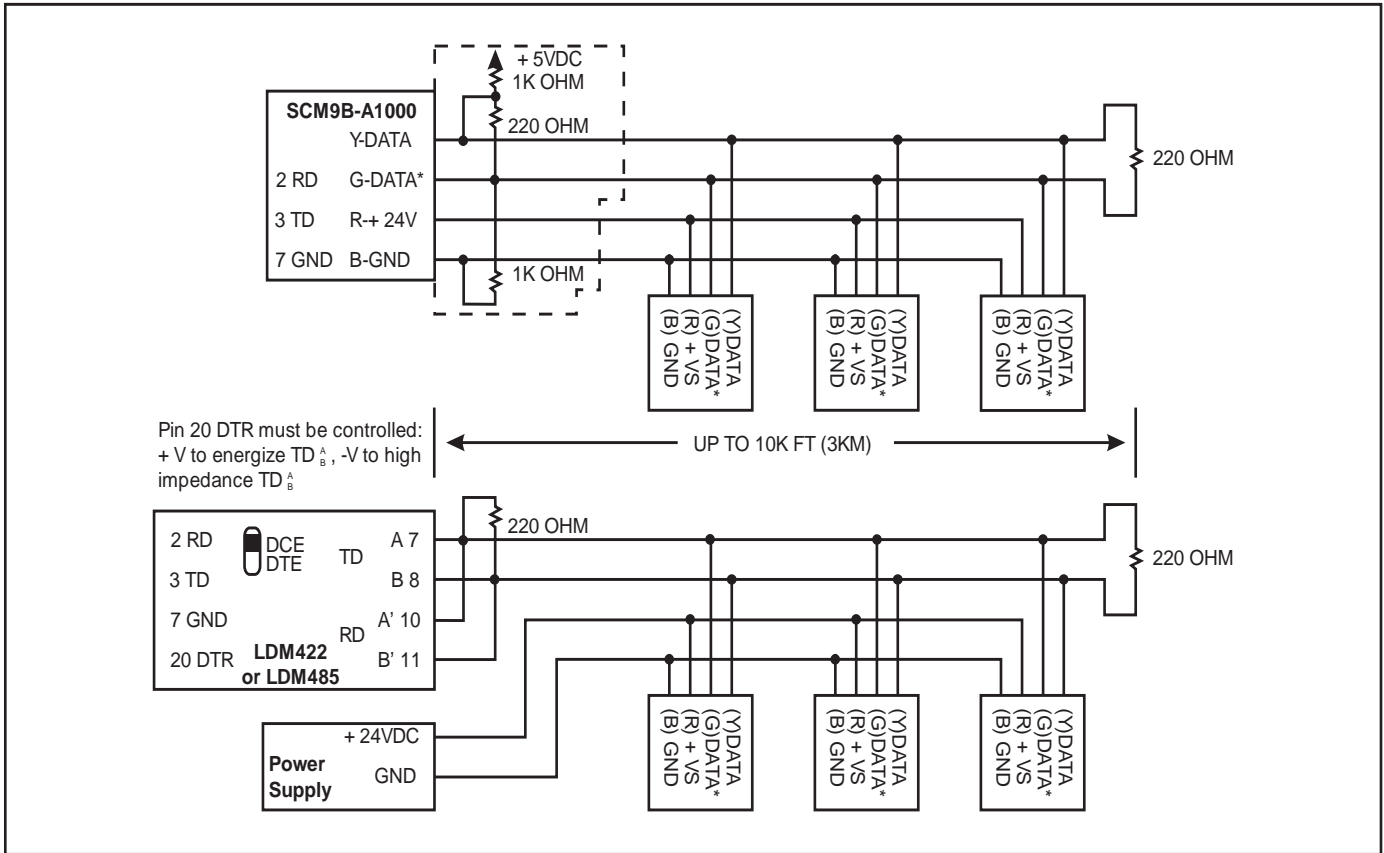 + 5VDC
1K OHM
SCM9B-A1000
220 OHM
Y-DATA
2 RD G-DATA*
220 OHM
3 TD R-+ 24V
7 GND B-GND
1K OHM
(B) GND
(R) + VS
(G)DATA*
(Y)DATA
(B) GND
(R) + VS
(G)DATA*
(Y)DATA
(B) GND
(R) + VS
(G)DATA*
(Y)DATA
Pin 20 DTR must be controlled:
+ V to energize TD A B , -V to high
impedance TD A B
UP TO 10K FT (3KM)
220 OHM
2 RD DCE A 7
DTE TD
3 TD B 8
220 OHM
7 GND A' 10
RD
20 DTR LDM422 B' 11
or LDM485
(B) GND
(R) + VS
(G)DATA*
(Y)DATA
(B) GND
(R) + VS
(G)DATA*
(Y)DATA
(B) GND
(R) + VS
(G)DATA*
(Y)DATA
+ 24VDC
Power
Supply
GND